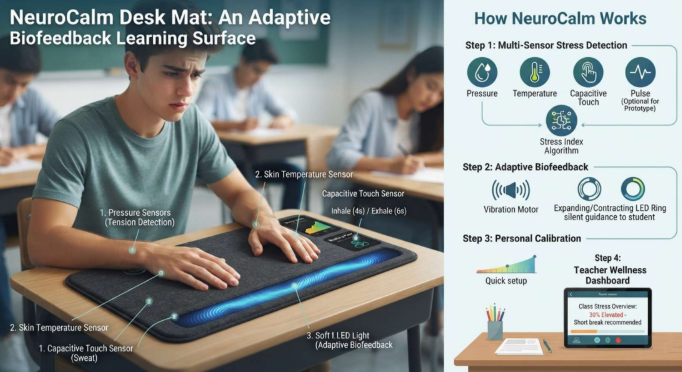 NeuroCalm Desk Mat: An Adaptive
Biofeedback Learning Surface
2. Skin Temperature Sensor
Capacitive Touch Sensor
Inhale (4s) / Exhale (6s)
1. Pressure Sensors
(Tension Detection)
2. Skin Temperature Sensor
1. Capacitive Touch Sensor
(Sweat)
3. Soft LED Light
(Adaptive Biofeedback
How NeuroCalm Works
Step 1: Multi-Sensor Stress Detection
Pressure
Temperature
Capacitive
Touch
Pulse
(Optional for
Prototype)
Stress Index
Algorithm
Step 2: Adaptive Biofeedback
Vibration Motor
Expanding/Contracting LED Ring
silent guidance to student
Step 3: Personal Calibration
Quick setup
Step 4:
Teacher Wellness
Dashboard
Class Stress Overview:
30% Elevated -
Short break recommended